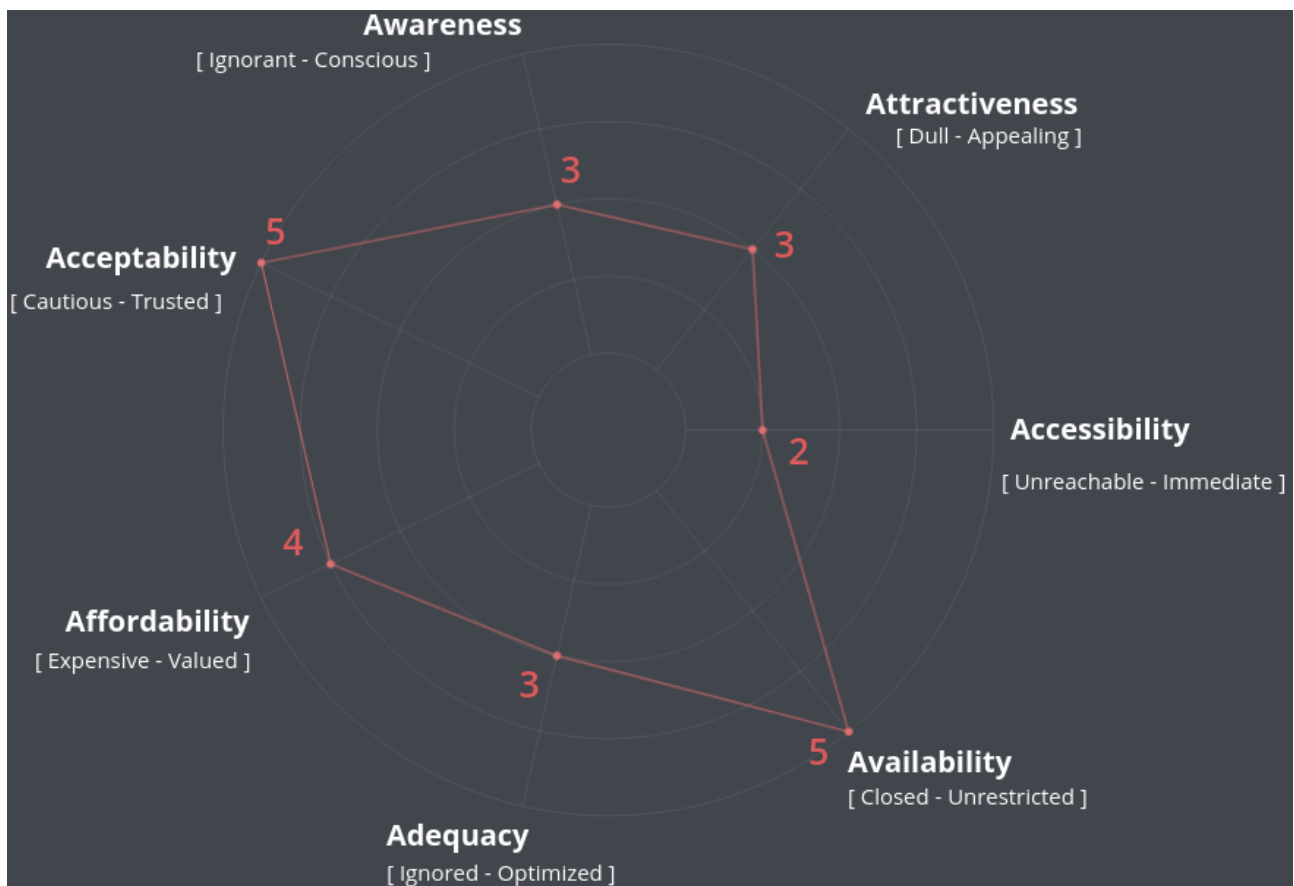 Awareness
[ Ignorant - Conscious ]
Attractiveness
[ Dull - Appealing ]
3
3
5
Acceptability
[ Cautious - Trusted ]
Accessibility
2
[ Unreachable - Immediate ]
4
Affordability
[ Expensive - Valued ]
3
5
Availability
[ Closed - Unrestricted ]
Adequacy
[ Ignored - Optimized ]